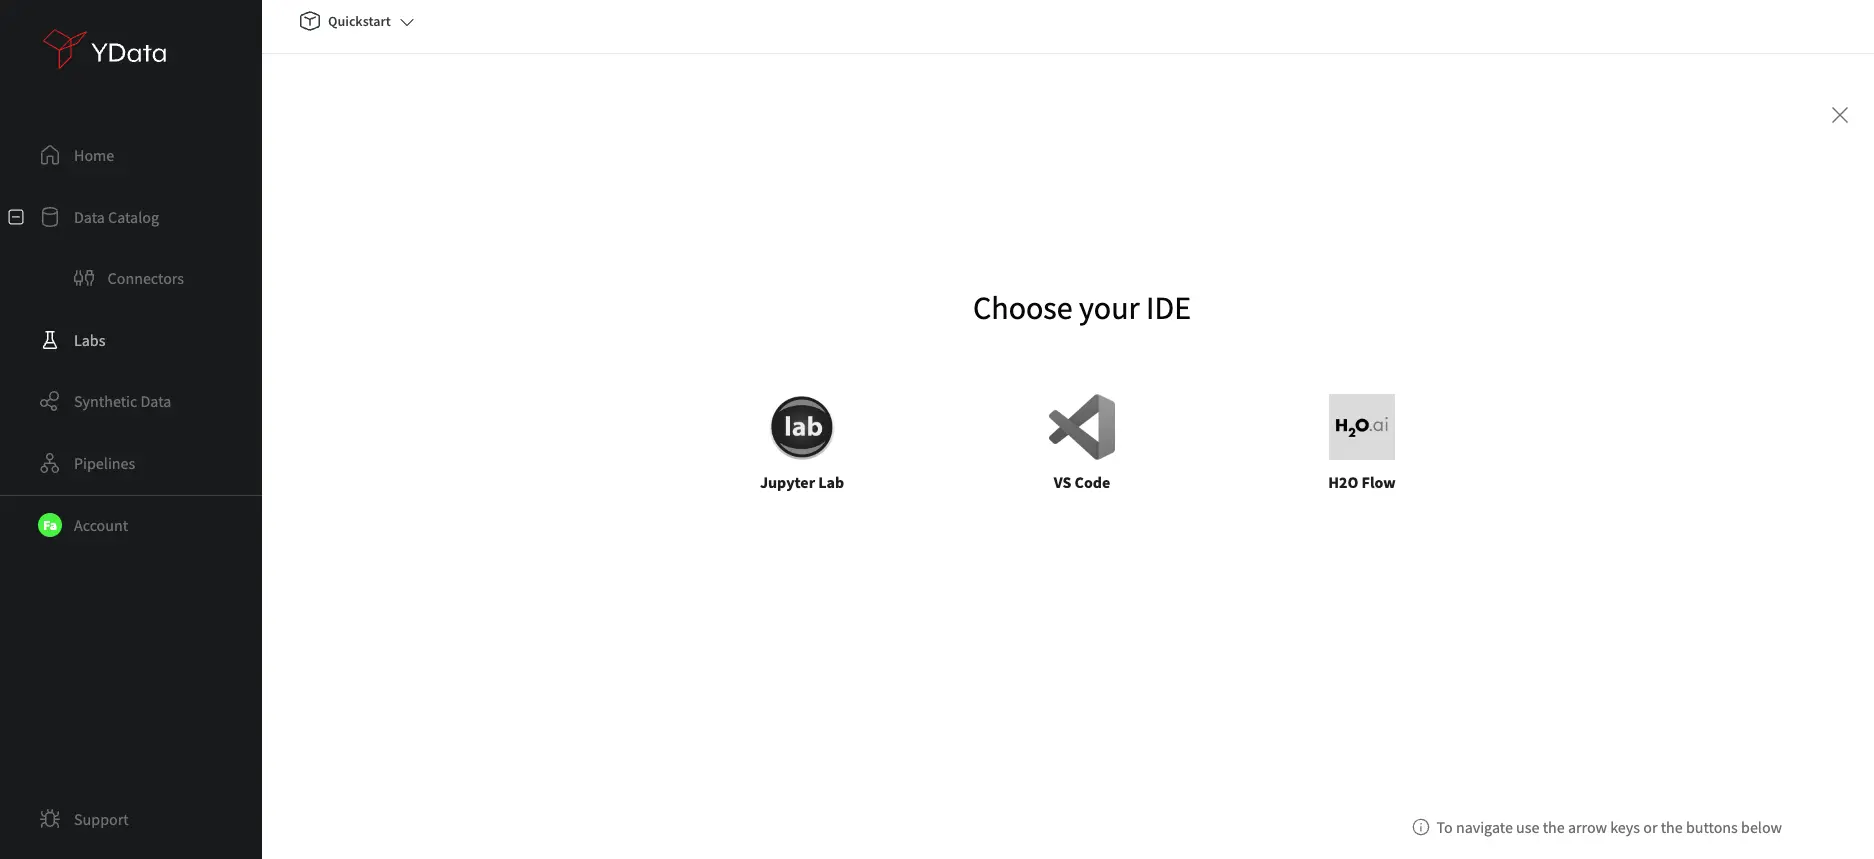 YData
Home
Data Catalog
Connectors
Labs
Synthetic Data
Pipelines
Fa Account
Support
Quickstart
Choose your IDE
lab
Jupyter Lab
VS Code
H2O.ai
H2O Flow
To navigate use the arrow keys or the buttons below